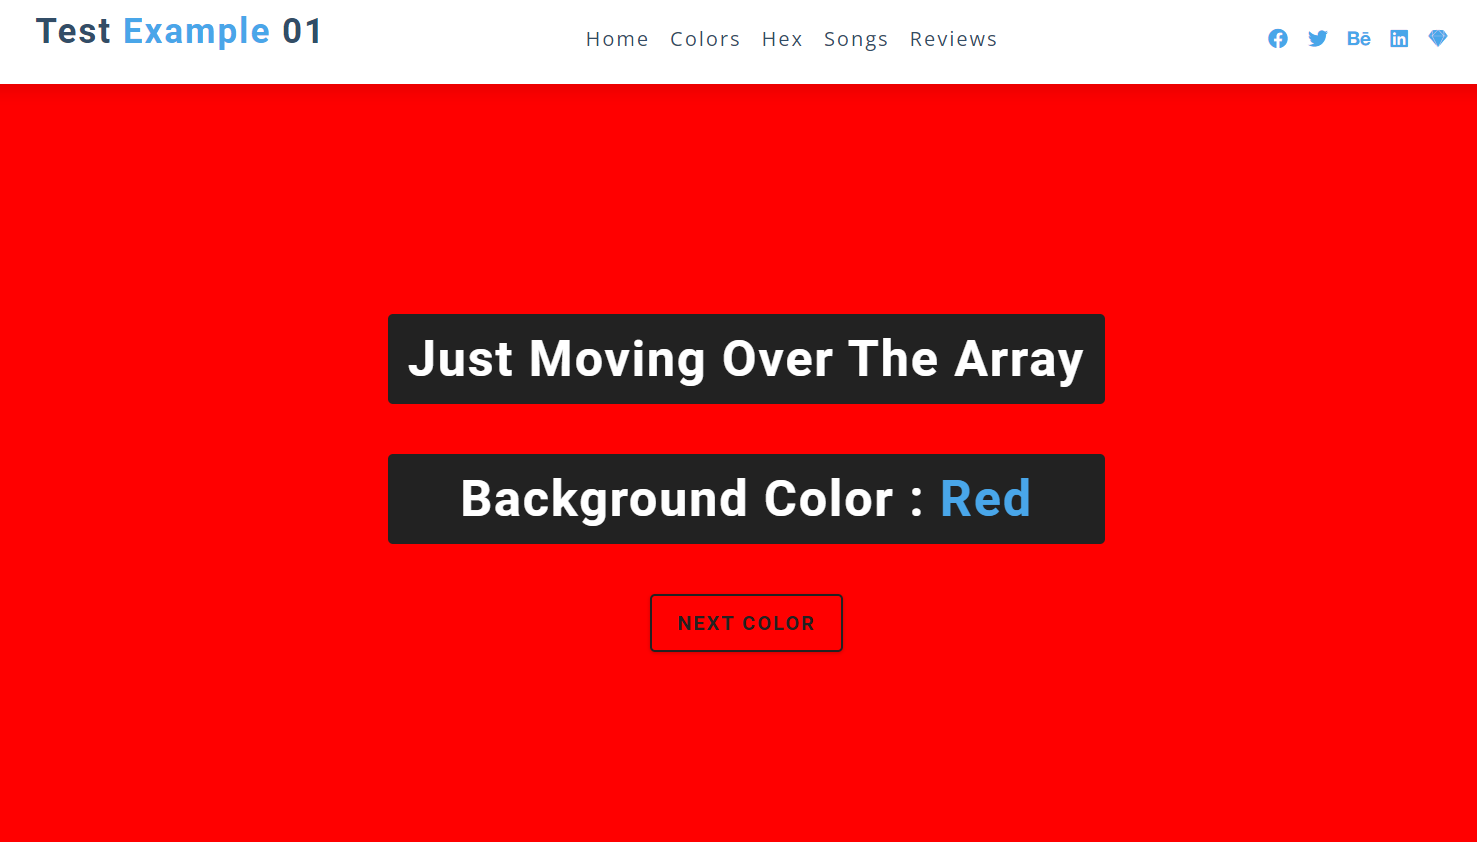 Test Example 01
Home Colors Hex Songs Reviews
Bē in
Just Moving Over The Array
Background Color : Red
NEXT COLOR